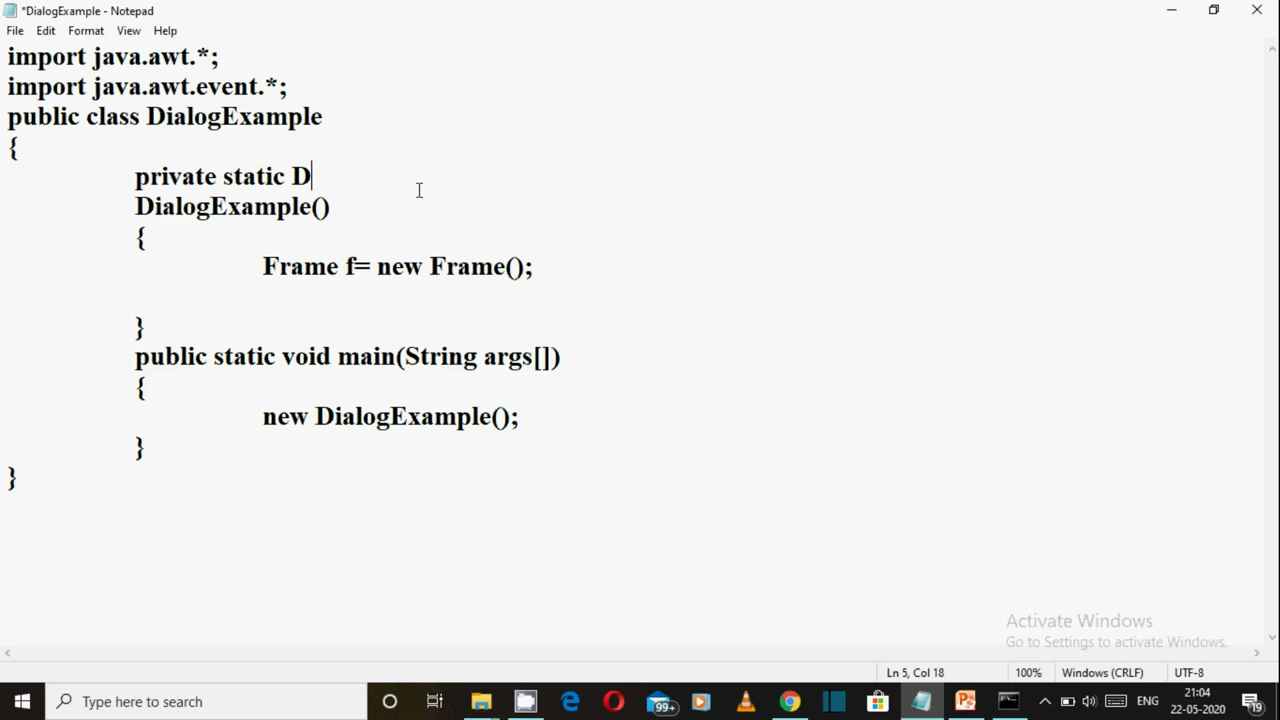 *DialogExample - Notepad
File Edit Format View Help
import java.awt.*;
import java.awt.event.*;
public class DialogExample
{
private static D
DialogExample()
{
Frame f= new Frame();
}
public static void main(String args[])
{
new DialogExample();
}
}
Activate Windows
Go to Settings to activate Windows.
Ln 5, Col 18 100% Windows (CRLF) UTF-8
Type here to search 99+ ENG 21:04 22-05-2020 19